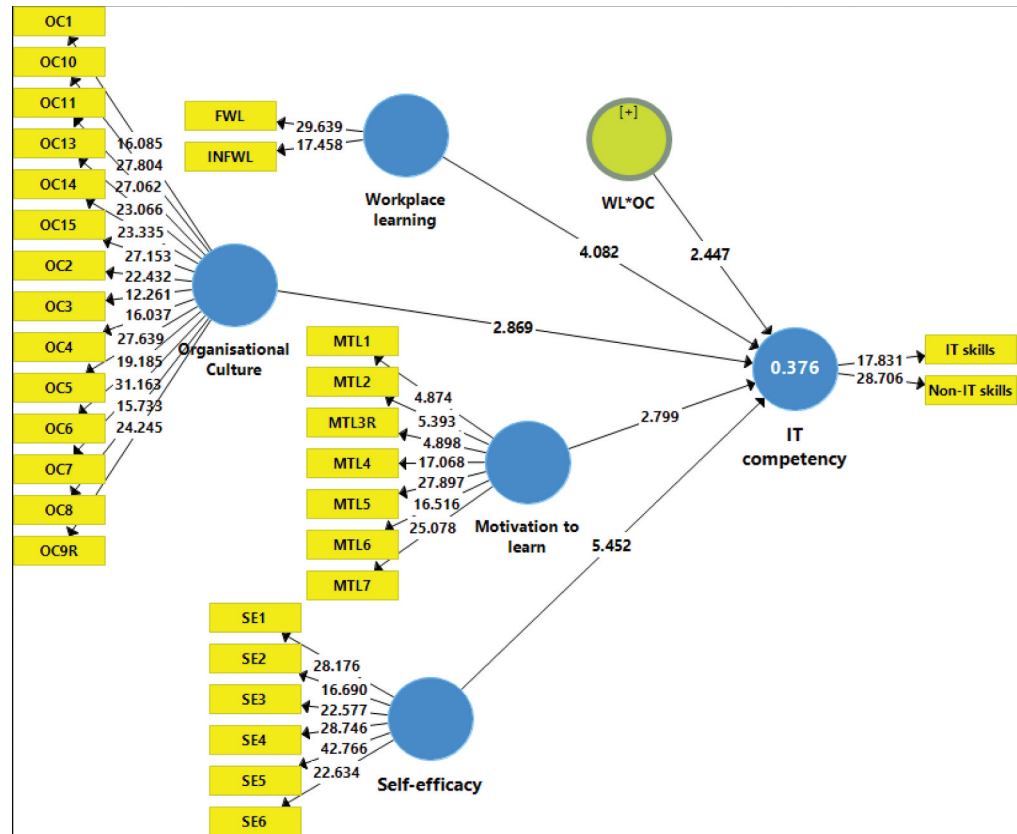 OC1
OC10
OC11
OC13
OC14
OC15
OC2
OC3
OC4
OC5
OC6
OC7
OC8
OC9R
16.085
27.804
27.062
23.066
23.335
27.153
22.432
12.261
16.037
27.639
19.185
31.163
15.733
24.245
Organisational
Culture
FWL
INFWL
29.639
17.458
Workplace
learning
[+]
WL*OC
4.082
2.447
2.869
MTL1
MTL2
MTL3R
MTL4
MTL5
MTL6
MTL7
4.874
5.393
4.898
17.068
27.897
16.516
25.078
Motivation to
learn
2.799
0.376
IT
competency
17.831
28.706
IT skills
Non-IT skills
5.452
SE1
SE2
SE3
SE4
SE5
SE6
28.176
16.690
22.577
28.746
42.766
22.634
Self-efficacy